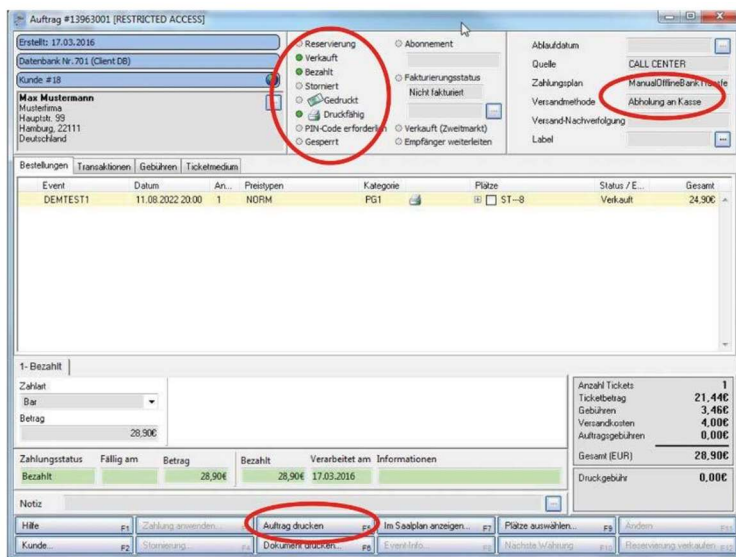 Auftrag #13963001 [RESTRICTED ACCESS]
Erstellt: 17.03.2016
Datenbank Nr.701 (Client DB)
Kunde #18
Max Mustermann
Musterfirma
Hauptstr. 99
Hamburg, 22111
Deutschland
Reservierung
Verkauft
Bezahlt
Storniert
Gedruckt
Druckfähig
PIN-Code erforderlich
Gesperrt
Abonnement
Fakturierungsstatus
Nicht fakturiert
Verkauft (Zweitmarkt)
Empfänger weiterleiten
Ablaufdatum
Quelle CALL CENTER
Zahlungsplan ManualOfflineBankTransfe
Versandmethode Abholung an Kasse
Versand-Nachverfolgung
Label
Bestellungen Transaktionen Gebühren Ticketmedium
Event Datum An... Preistypen Kategorie Plätze Status / E... Gesamt
DEMTEST1 11.08.2022 20:00 1 NORM PG1 ST--8 Verkauft 24,90€
1- Bezahlt
Zahlart
Bar
Betrag
28,90€
Anzahl Tickets 1
Ticketbetrag 21,44€
Gebühren 3,46€
Versandkosten 4,00€
Auftragsgebühren 0,00€
Gesamt (EUR) 28,90€
Druckgebühr 0,00€
Zahlungsstatus Fällig am Betrag Bezahlt Verarbeitet am Informationen
Bezahlt 28,90€ 28,90€ 17.03.2016
Notiz
Hilfe F1 Zahlung anwenden... Auftrag drucken F5 Im Saalplan anzeigen... F7 Plätze auswählen... F9 Ändern F11
Kunde... F2 Stornierung... F4 Dokument drucken... F6 Event-Info... Nächste Währung F10 Reservierung verkaufen F12